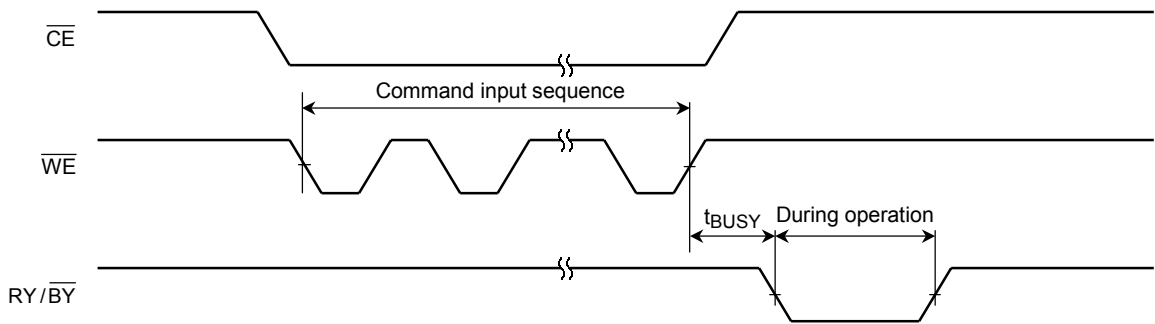 CE
Command input sequence
WE
tBUSY
During operation
RY/BY